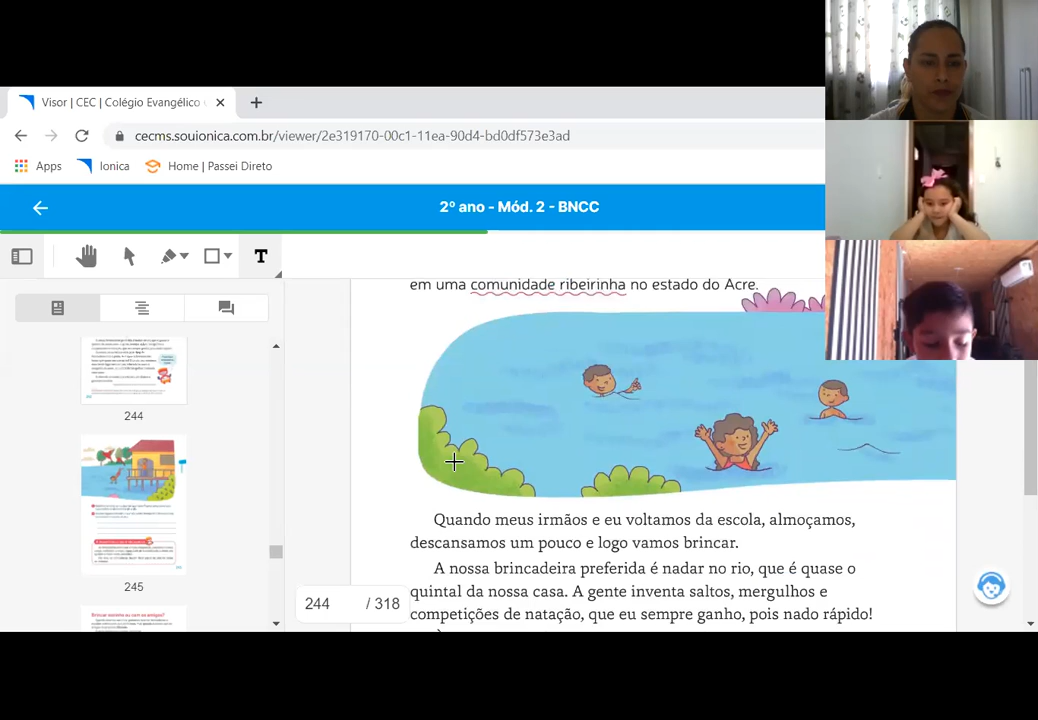 Visor | CEC | Colégio Evangélico
cecms.souionica.com.br/viewer/2e319170-00c1-11ea-90d4-bd0df573e3ad
Apps Ionica Home | Passei Direto
2º ano - Mód. 2 - BNCC
T
em uma comunidade ribeirinha no estado do Acre.
244
245
Quando meus irmãos e eu voltamos da escola, almoçamos,
descansamos um pouco e logo vamos brincar.
A nossa brincadeira preferida é nadar no rio, que é quase o
quintal da nossa casa. A gente inventa saltos, mergulhos e
competições de natação, que eu sempre ganho, pois nado rápido!
244 / 318